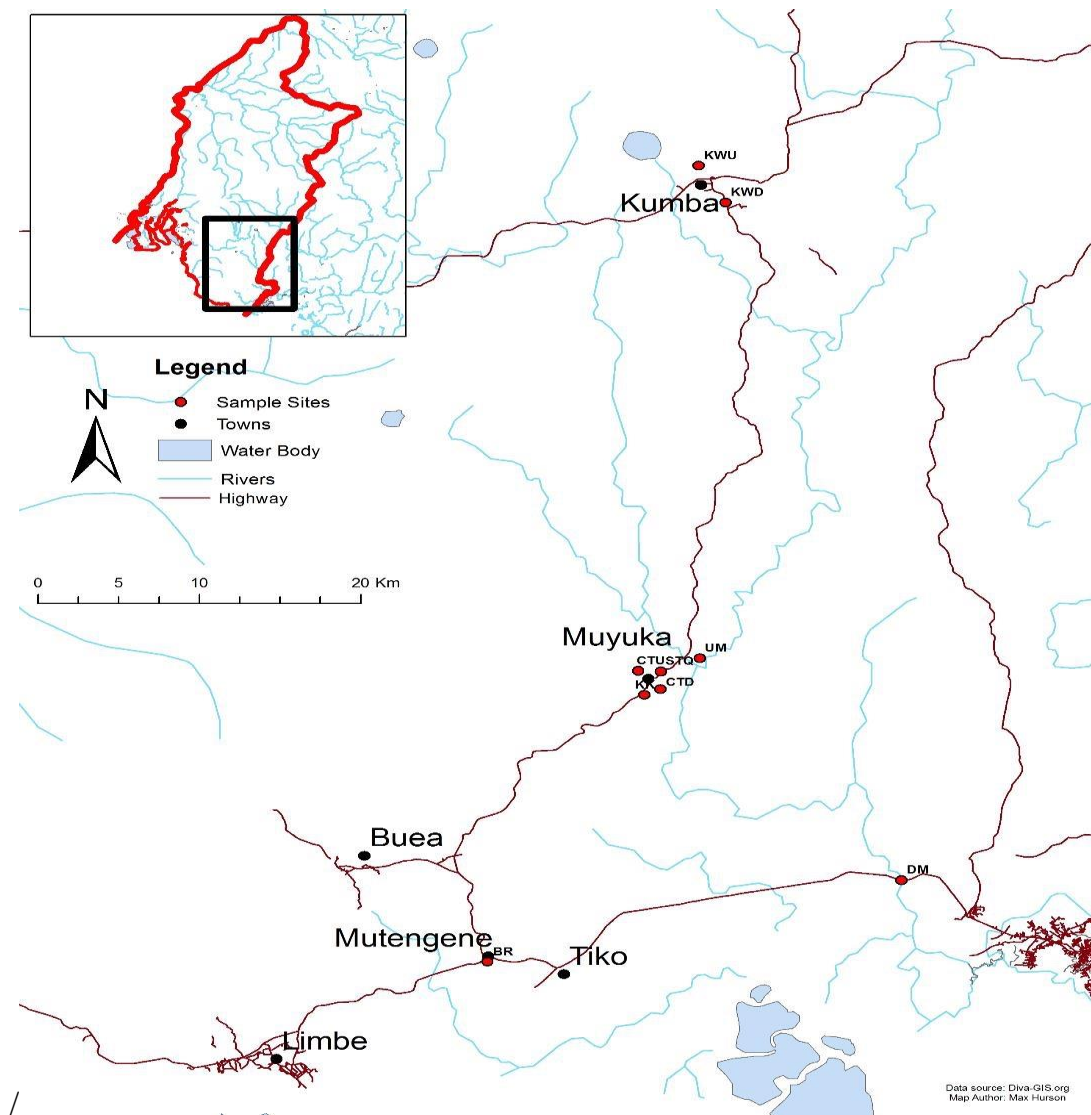 KWU
KWD
Kumba
Legend
N
Sample Sites
Towns
Water Body
Rivers
Highway
0 5 10 20 Km
Muyuka
UM
CTUSTQ
KK CTD
Buea
DM
Mutengene
BR
Tiko
Limbe
Data source: Diva-GIS.org
Map Author: Max Hurson
/